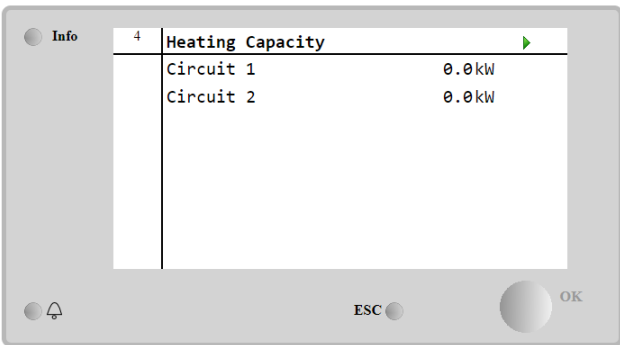 Info
4 Heating Capacity
Circuit 1 0.0kW
Circuit 2 0.0kW
ESC
OK